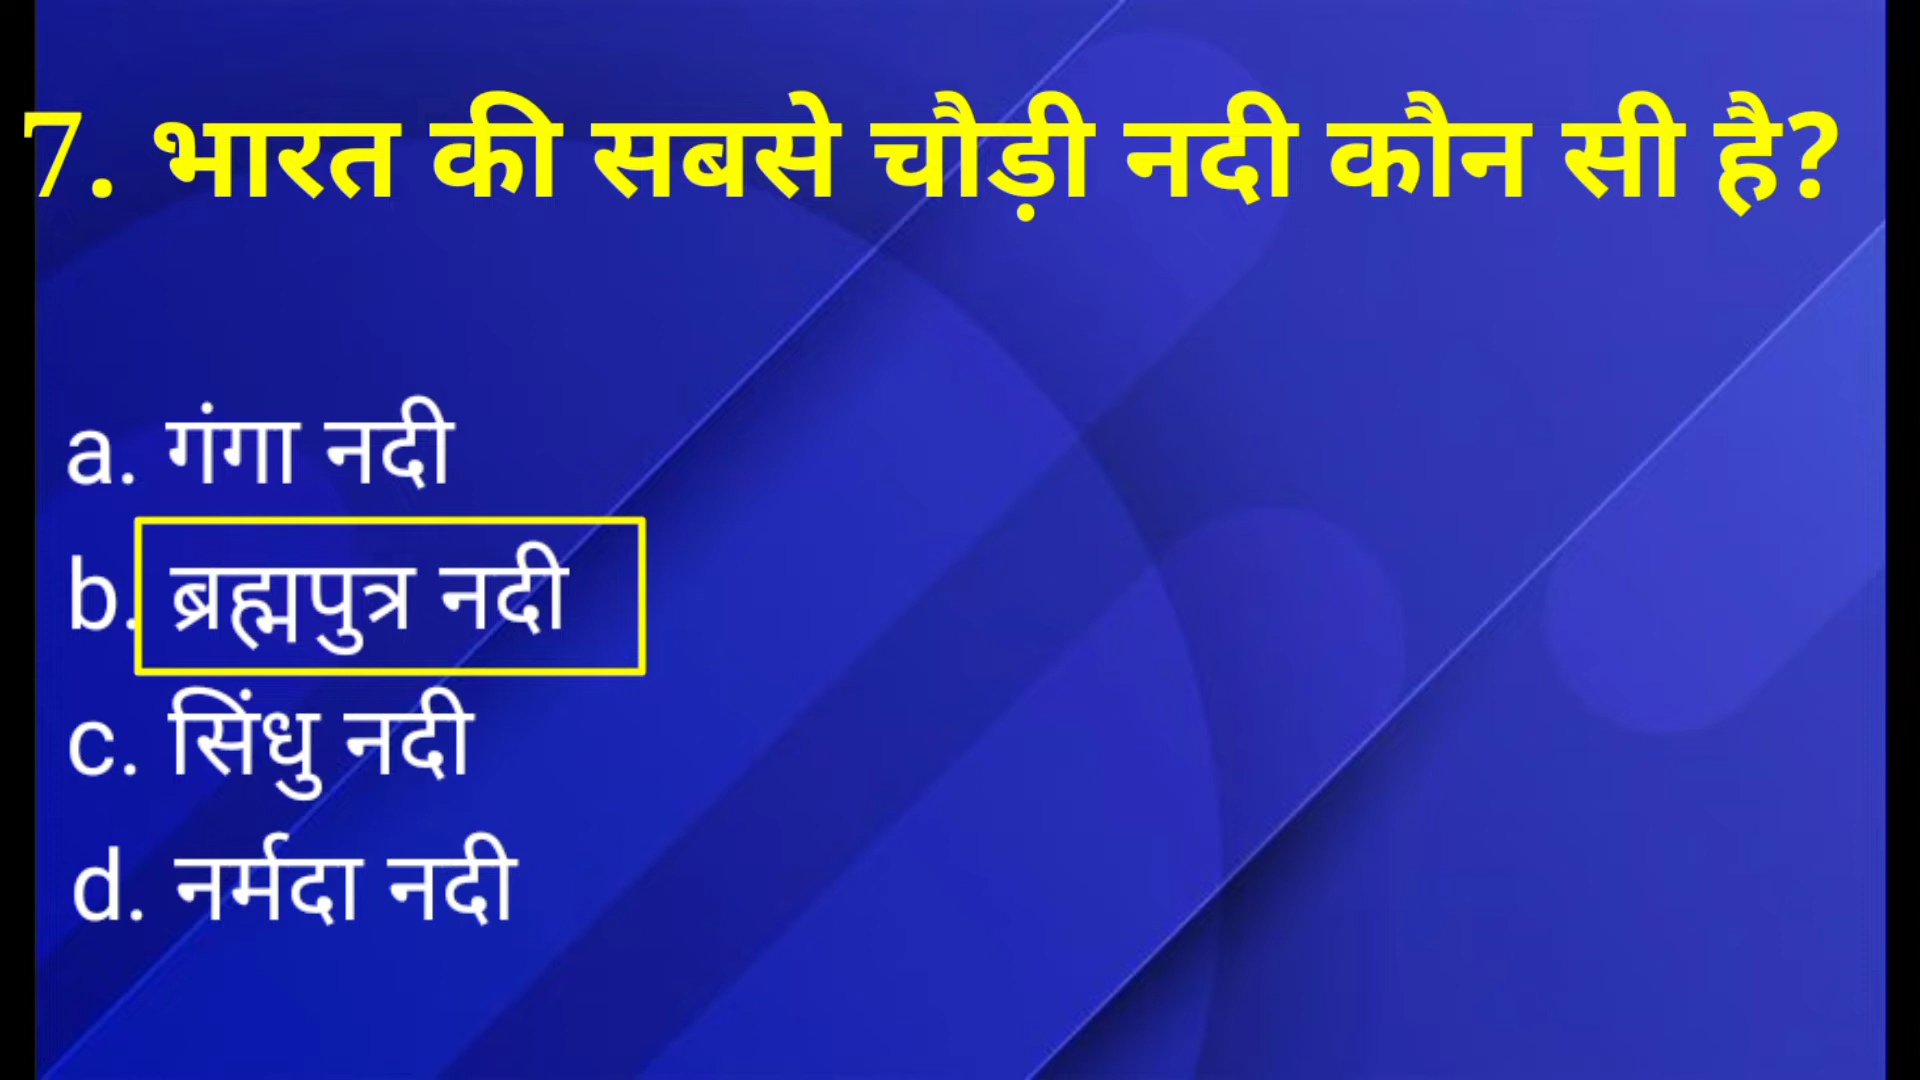 7. भारत की सबसे चौड़ी नदी कौन सी है?
a. गंगा नदी
b. ब्रह्मपुत्र नदी
c. सिंधु नदी
d. नर्मदा नदी